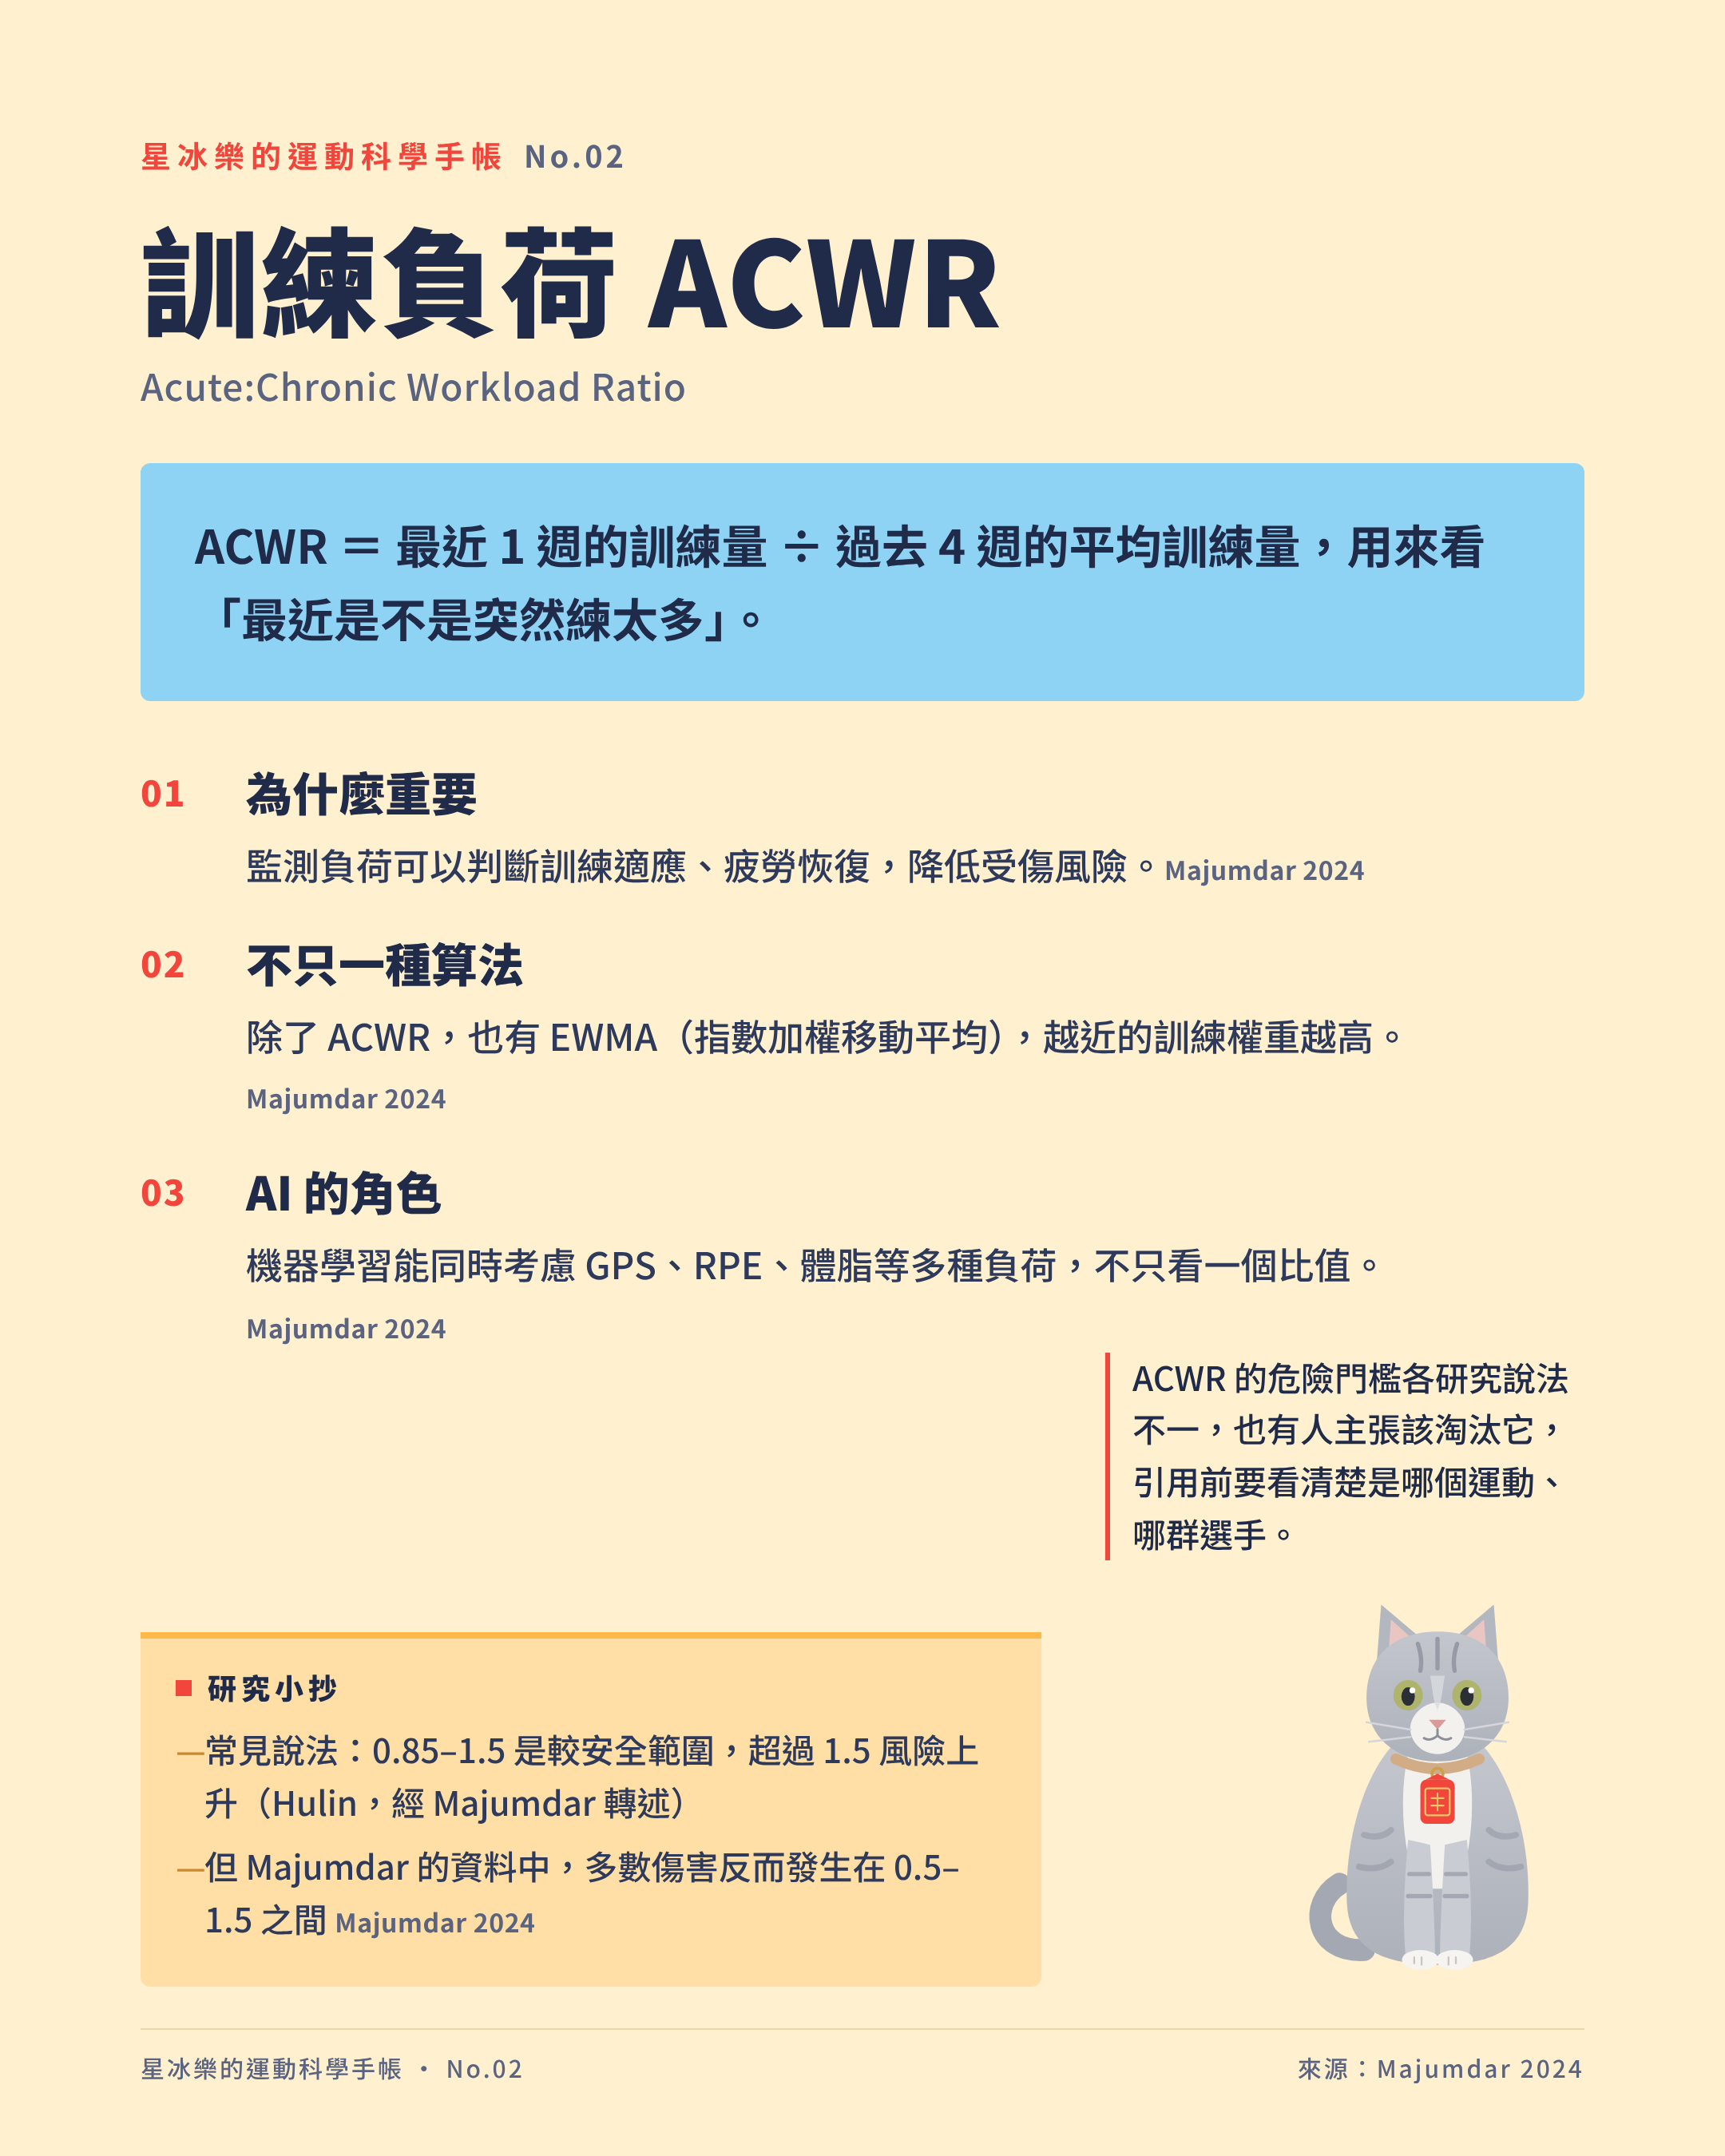 星冰樂的運動科學手帳 No.02
訓練負荷 ACWR
Acute:Chronic Workload Ratio
ACWR ＝ 最近 1 週的訓練量 ÷ 過去 4 週的平均訓練量，用來看
「最近是不是突然練太多」。
01 為什麼重要
監測負荷可以判斷訓練適應、疲勞恢復，降低受傷風險。Majumdar 2024
02 不只一種算法
除了 ACWR，也有 EWMA（指數加權移動平均），越近的訓練權重越高。
Majumdar 2024
03 AI 的角色
機器學習能同時考慮 GPS、RPE、體脂等多種負荷，不只看一個比值。
Majumdar 2024
ACWR 的危險門檻各研究說法
不一，也有人主張該淘汰它，
引用前要看清楚是哪個運動、
哪群選手。
研究小抄
—常見說法：0.85–1.5 是較安全範圍，超過 1.5 風險上
升（Hulin，經 Majumdar 轉述）
—但 Majumdar 的資料中，多數傷害反而發生在 0.5–
1.5 之間 Majumdar 2024
星冰樂的運動科學手帳 ・ No.02
來源：Majumdar 2024